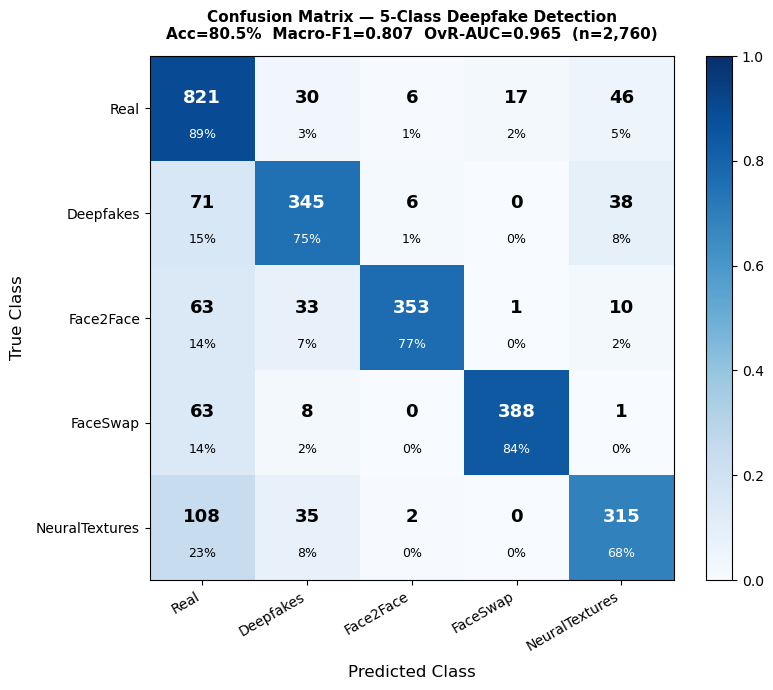 Confusion Matrix — 5-Class Deepfake Detection
Acc=80.5%  Macro-F1=0.807  OvR-AUC=0.965  (n=2,760)
Real 821 30 6 17 46
89% 3% 1% 2% 5%
Deepfakes 71 345 6 0 38
15% 75% 1% 0% 8%
Face2Face 63 33 353 1 10
14% 7% 77% 0% 2%
FaceSwap 63 8 0 388 1
14% 2% 0% 84% 0%
NeuralTextures 108 35 2 0 315
23% 8% 0% 0% 68%
Real Deepfakes Face2Face FaceSwap NeuralTextures
Predicted Class
True Class
1.0
0.8
0.6
0.4
0.2
0.0